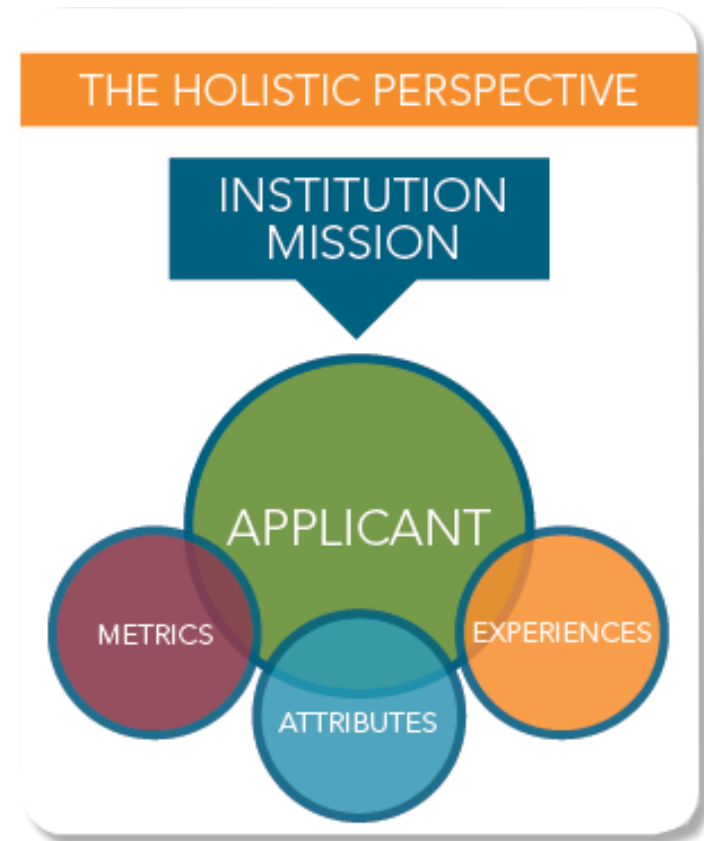 THE HOLISTIC PERSPECTIVE
INSTITUTION
MISSION
APPLICANT
METRICS
EXPERIENCES
ATTRIBUTES